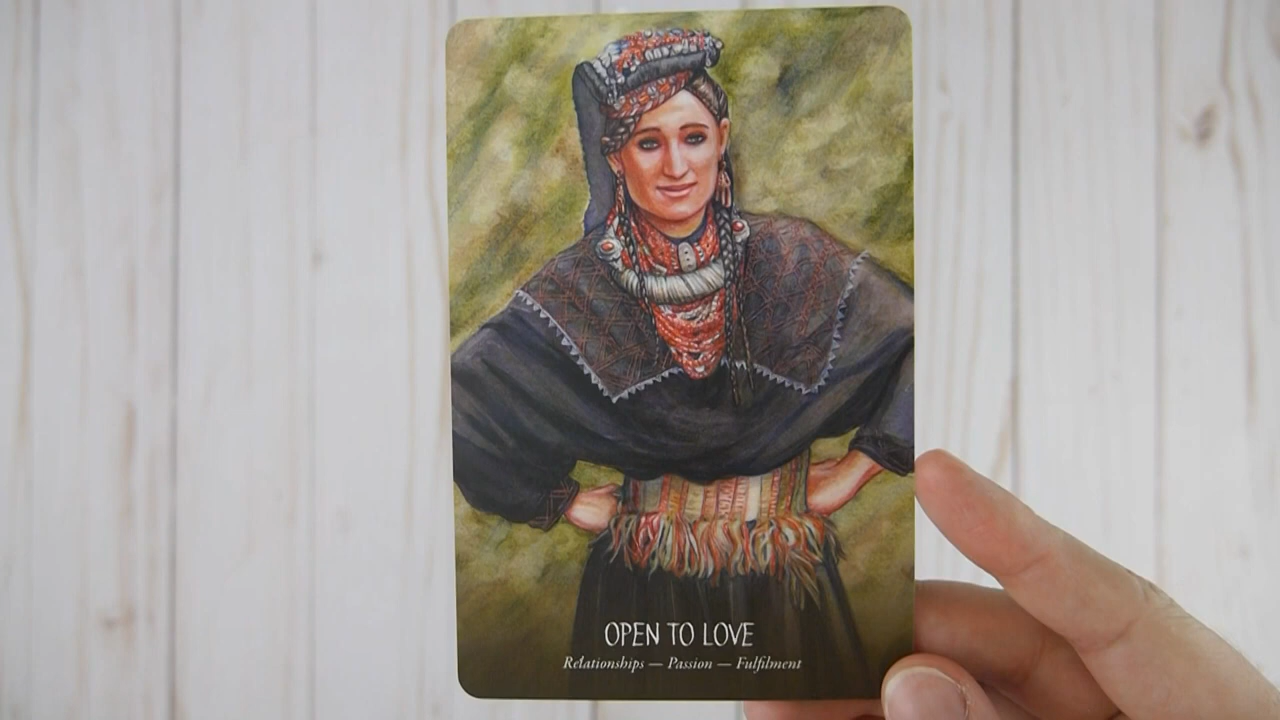 OPEN TO LOVE
Relationships — Passion — Fulfilment